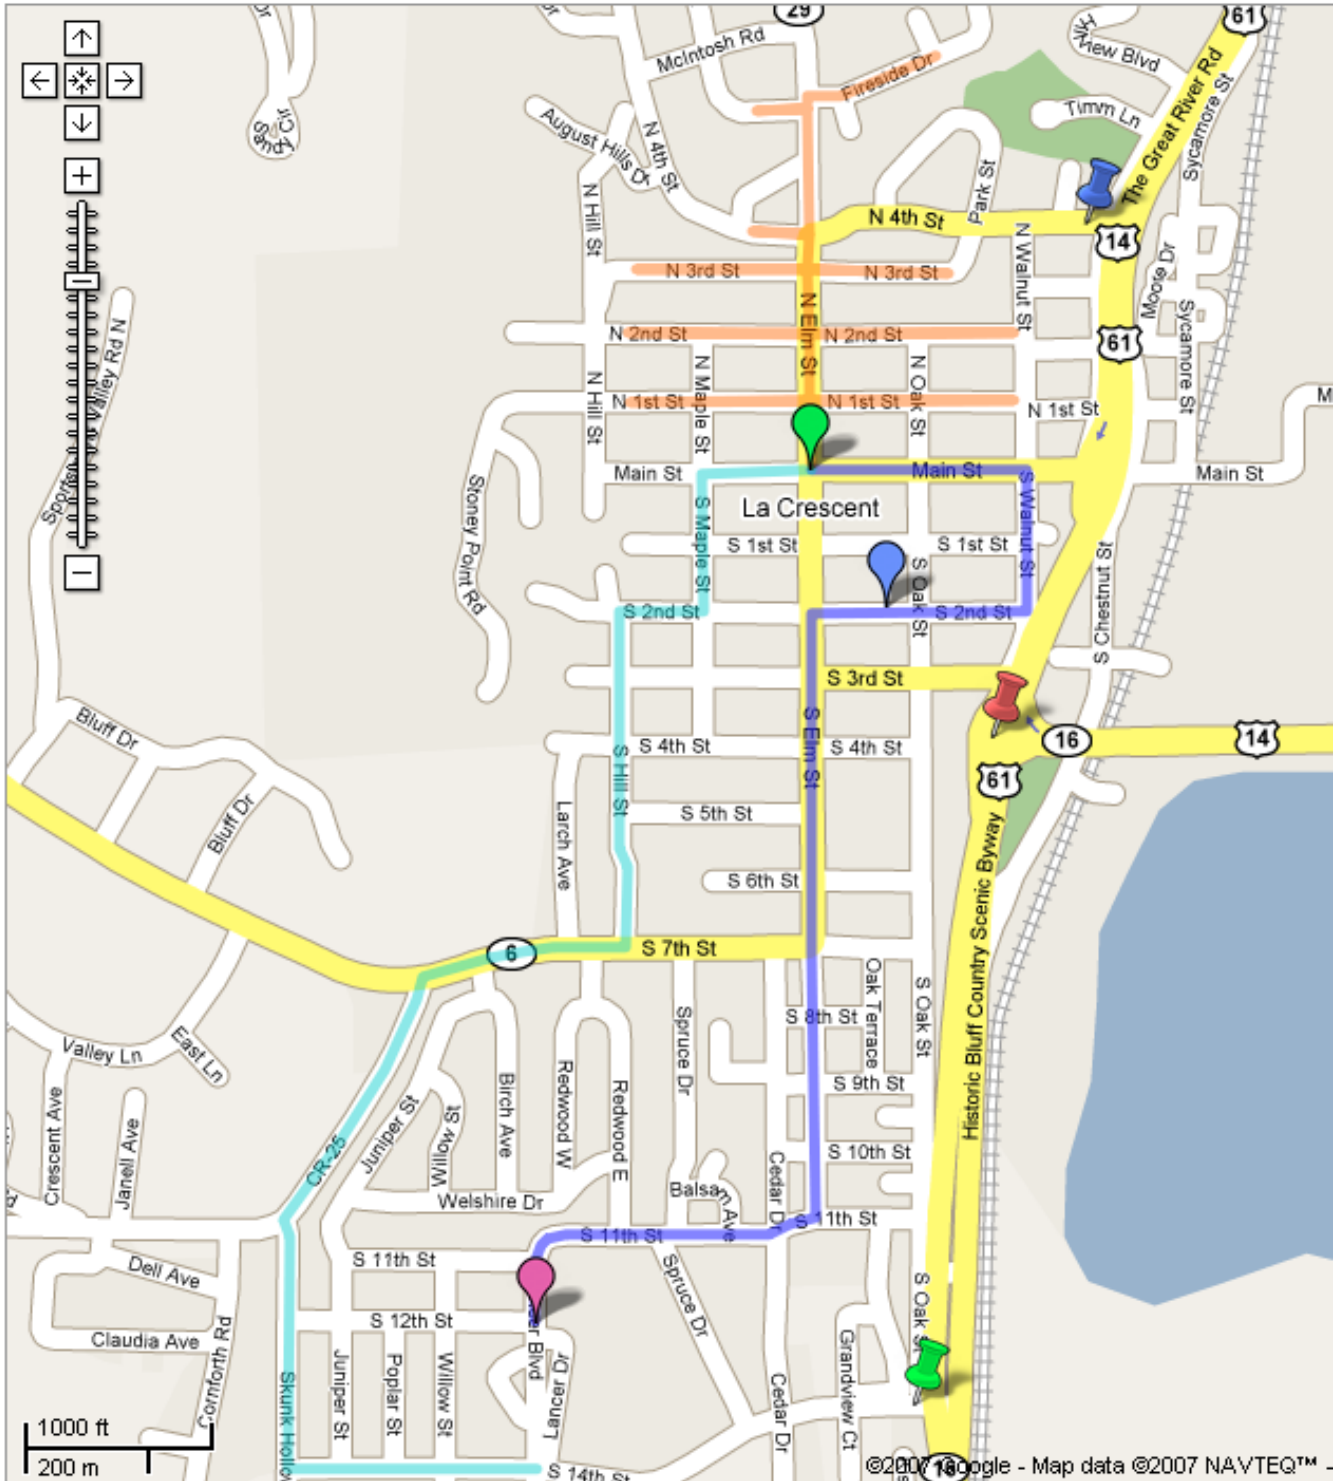 29
61
McIntosh Rd
Fireside Dr
View Blvd
Timm Ln
The Great River Rd
Sycamore St
August Hills Dr
N 4th St
N Hill St
Park St
N 4th St
14
N Walnut St
Moore Dr
N 3rd St
N 3rd St
N Elm St
Sycamore St
61
Valley Rd N
N 2nd St
N 2nd St
N Maple St
N Oak St
N Hill St
N 1st St
N 1st St
N 1st St
Main St
Main St
Main St
Stoney Point Rd
S Maple St
La Crescent
S Walnut St
S 1st St
S 1st St
S Oak St
S Chestnut St
S 2nd St
S 2nd St
S 3rd St
Bluff Dr
S Elm St
S 4th St
S 4th St
S Hill St
16
14
61
Bluff Dr
Larch Ave
S 5th St
S 6th St
Historic Bluff Country Scenic Byway
6
S 7th St
Oak Terrace
S Oak St
S 8th St
Spruce Dr
Valley Ln
East Ln
Redwood W
Redwood E
Birch Ave
S 9th St
Crescent Ave
Janell Ave
CR-25
Juniper St
Willow St
S 10th St
Cedar Dr
Balsam Ave
Welshire Dr
S 11th St
S 11th St
S 11th St
Dell Ave
Spruce Dr
S Oak St
S 12th St
Claudia Ave
Cornforth Rd
Juniper St
Poplar St
Willow St
Lancer Dr
Grandview Ct
Cedar Dr
Skunk Hollow
S 14th St
1000 ft
200 m
©2007 Google - Map data ©2007 NAVTEQ™ -